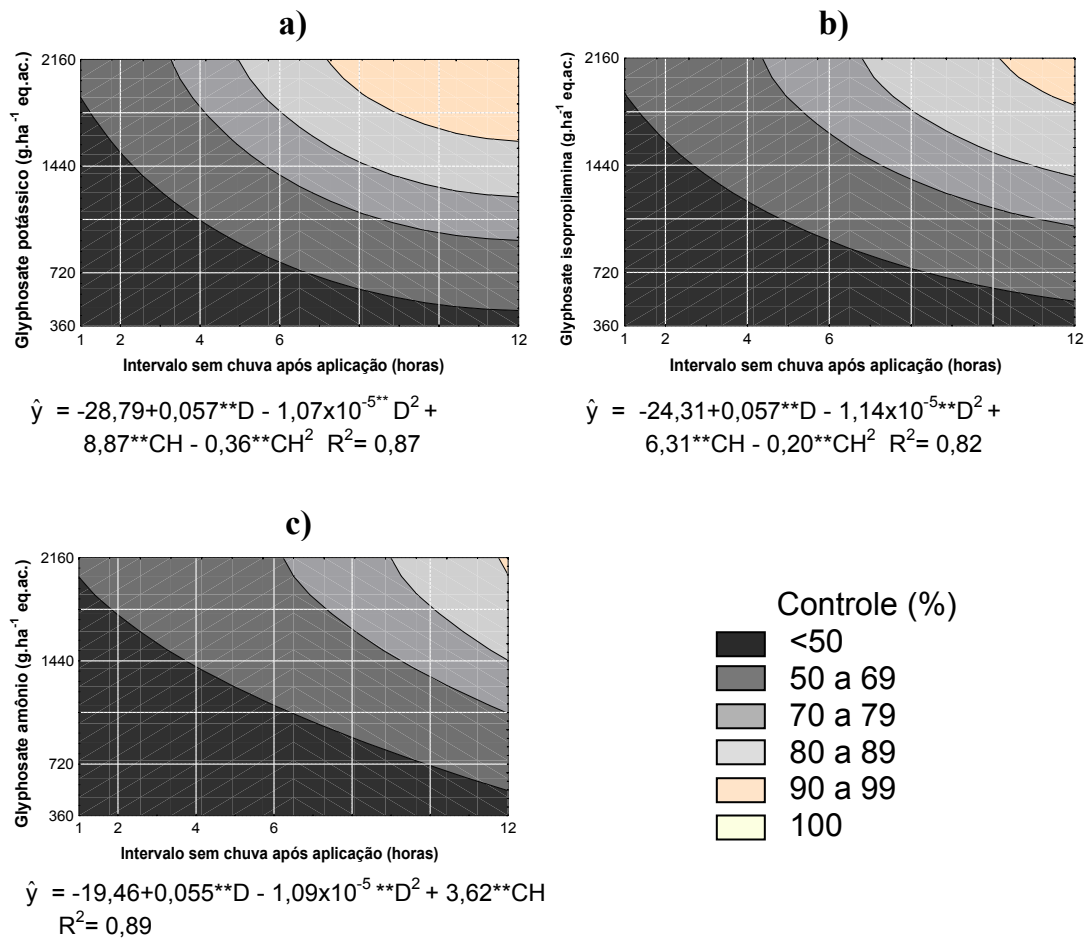 a)
Glyphosate potássico (g.ha⁻¹ eq.ac.)
2160
1440
720
360
1 2 4 6 12
Intervalo sem chuva após aplicação (horas)
ŷ = -28,79+0,057**D - 1,07x10⁻⁵** D² +
8,87**CH - 0,36**CH² R²= 0,87
b)
Glyphosate isopropilamina (g.ha⁻¹ eq.ac.)
2160
1440
720
360
1 2 4 6 12
Intervalo sem chuva após aplicação (horas)
ŷ = -24,31+0,057**D - 1,14x10⁻⁵**D² +
6,31**CH - 0,20**CH² R²= 0,82
c)
Glyphosate amônio (g.ha⁻¹ eq.ac.)
2160
1440
720
360
1 2 4 6 12
Intervalo sem chuva após aplicação (horas)
ŷ = -19,46+0,055**D - 1,09x10⁻⁵ **D² + 3,62**CH
R²= 0,89
Controle (%)
<50
50 a 69
70 a 79
80 a 89
90 a 99
100